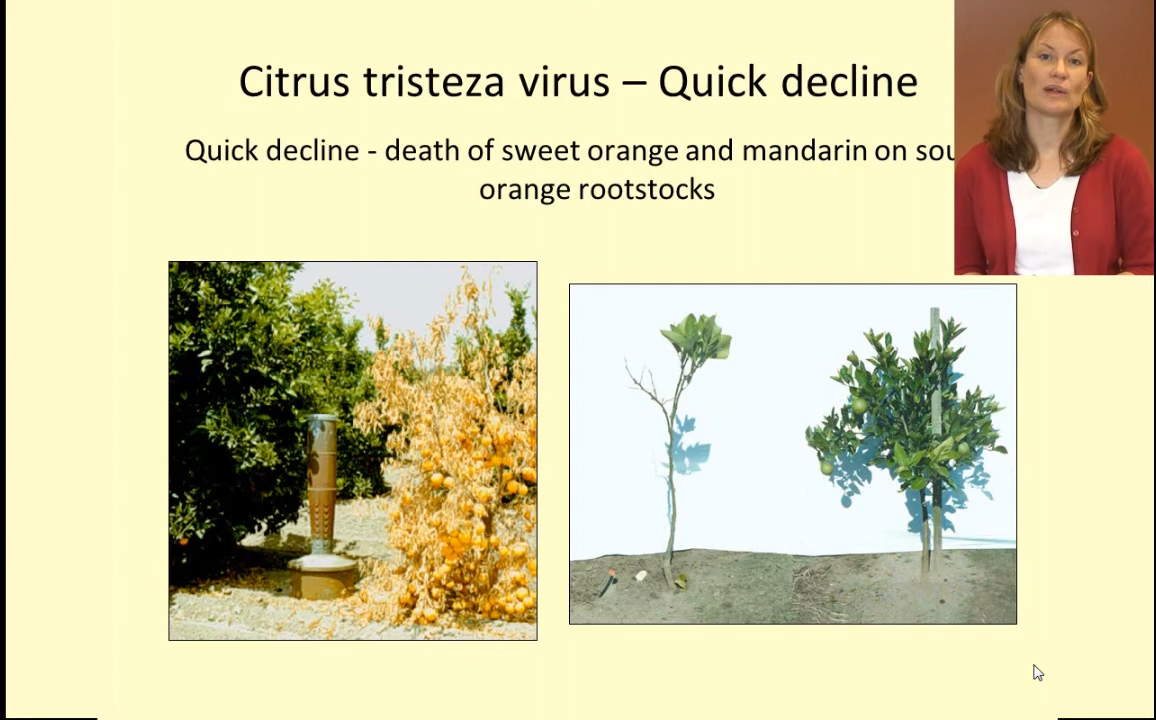 Citrus tristeza virus – Quick decline
Quick decline - death of sweet orange and mandarin on sou
orange rootstocks